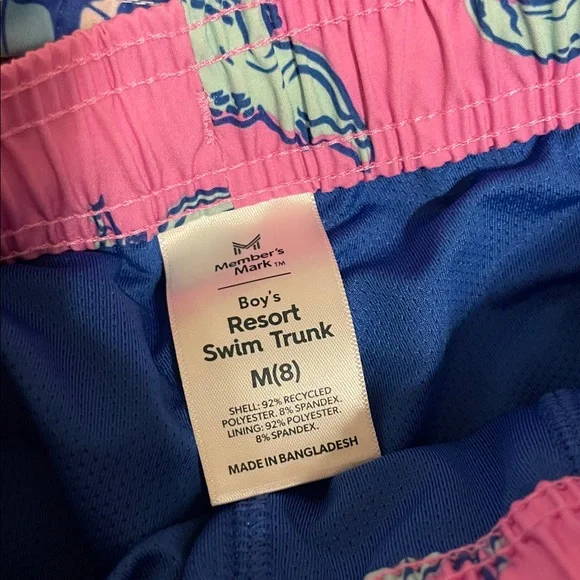 Member's
Mark™
Boy's
Resort
Swim Trunk
M(8)
SHELL: 92% RECYCLED
POLYESTER. 8% SPANDEX.
LINING: 92% POLYESTER.
8% SPANDEX.
MADE IN BANGLADESH